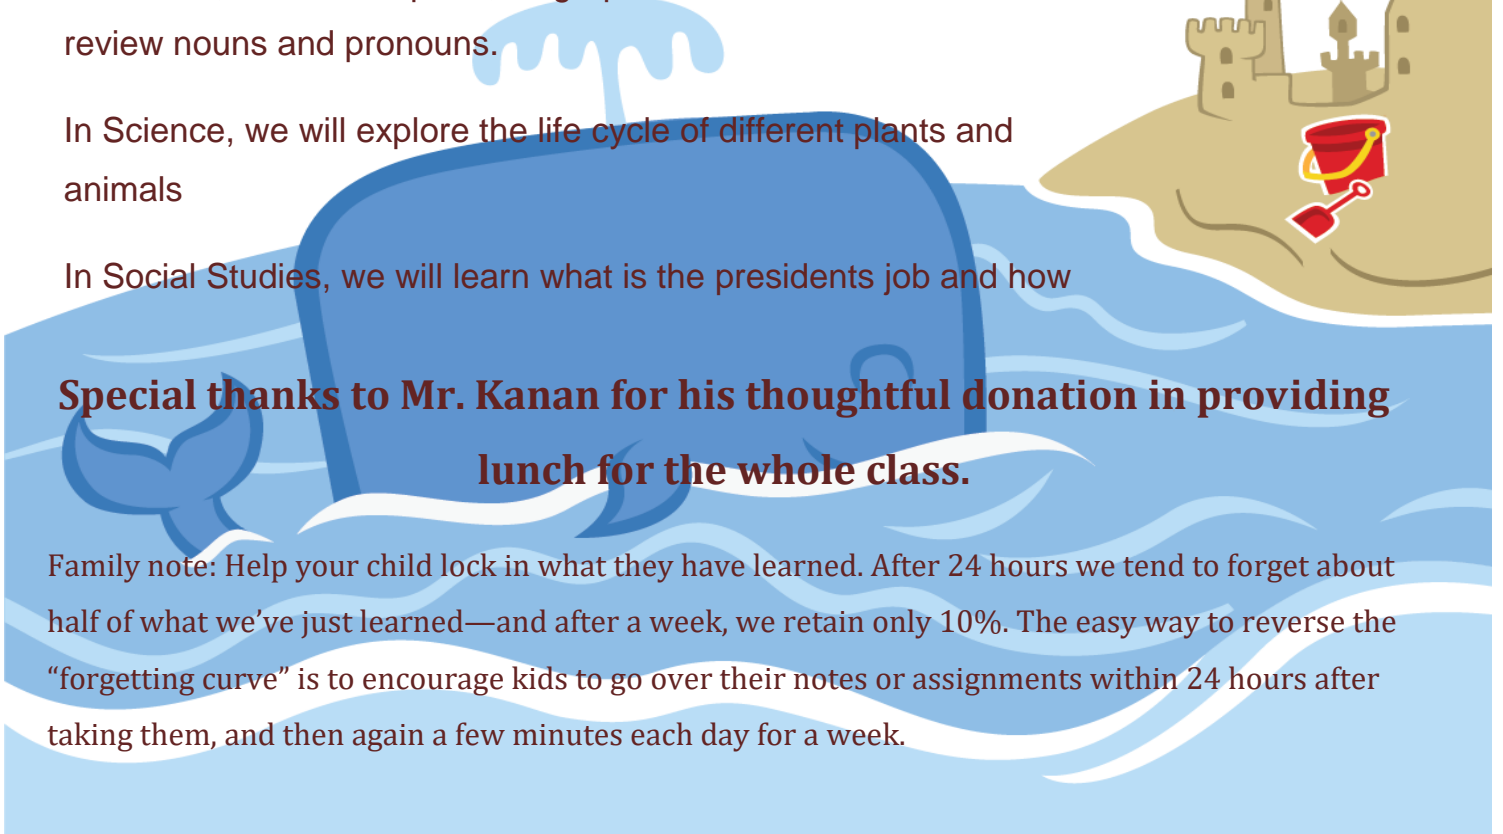 review nouns and pronouns.
In Science, we will explore the life cycle of different plants and
animals
In Social Studies, we will learn what is the presidents job and how
Special thanks to Mr. Kanan for his thoughtful donation in providing
lunch for the whole class.
Family note: Help your child lock in what they have learned. After 24 hours we tend to forget about
half of what we’ve just learned—and after a week, we retain only 10%. The easy way to reverse the
“forgetting curve” is to encourage kids to go over their notes or assignments within 24 hours after
taking them, and then again a few minutes each day for a week.